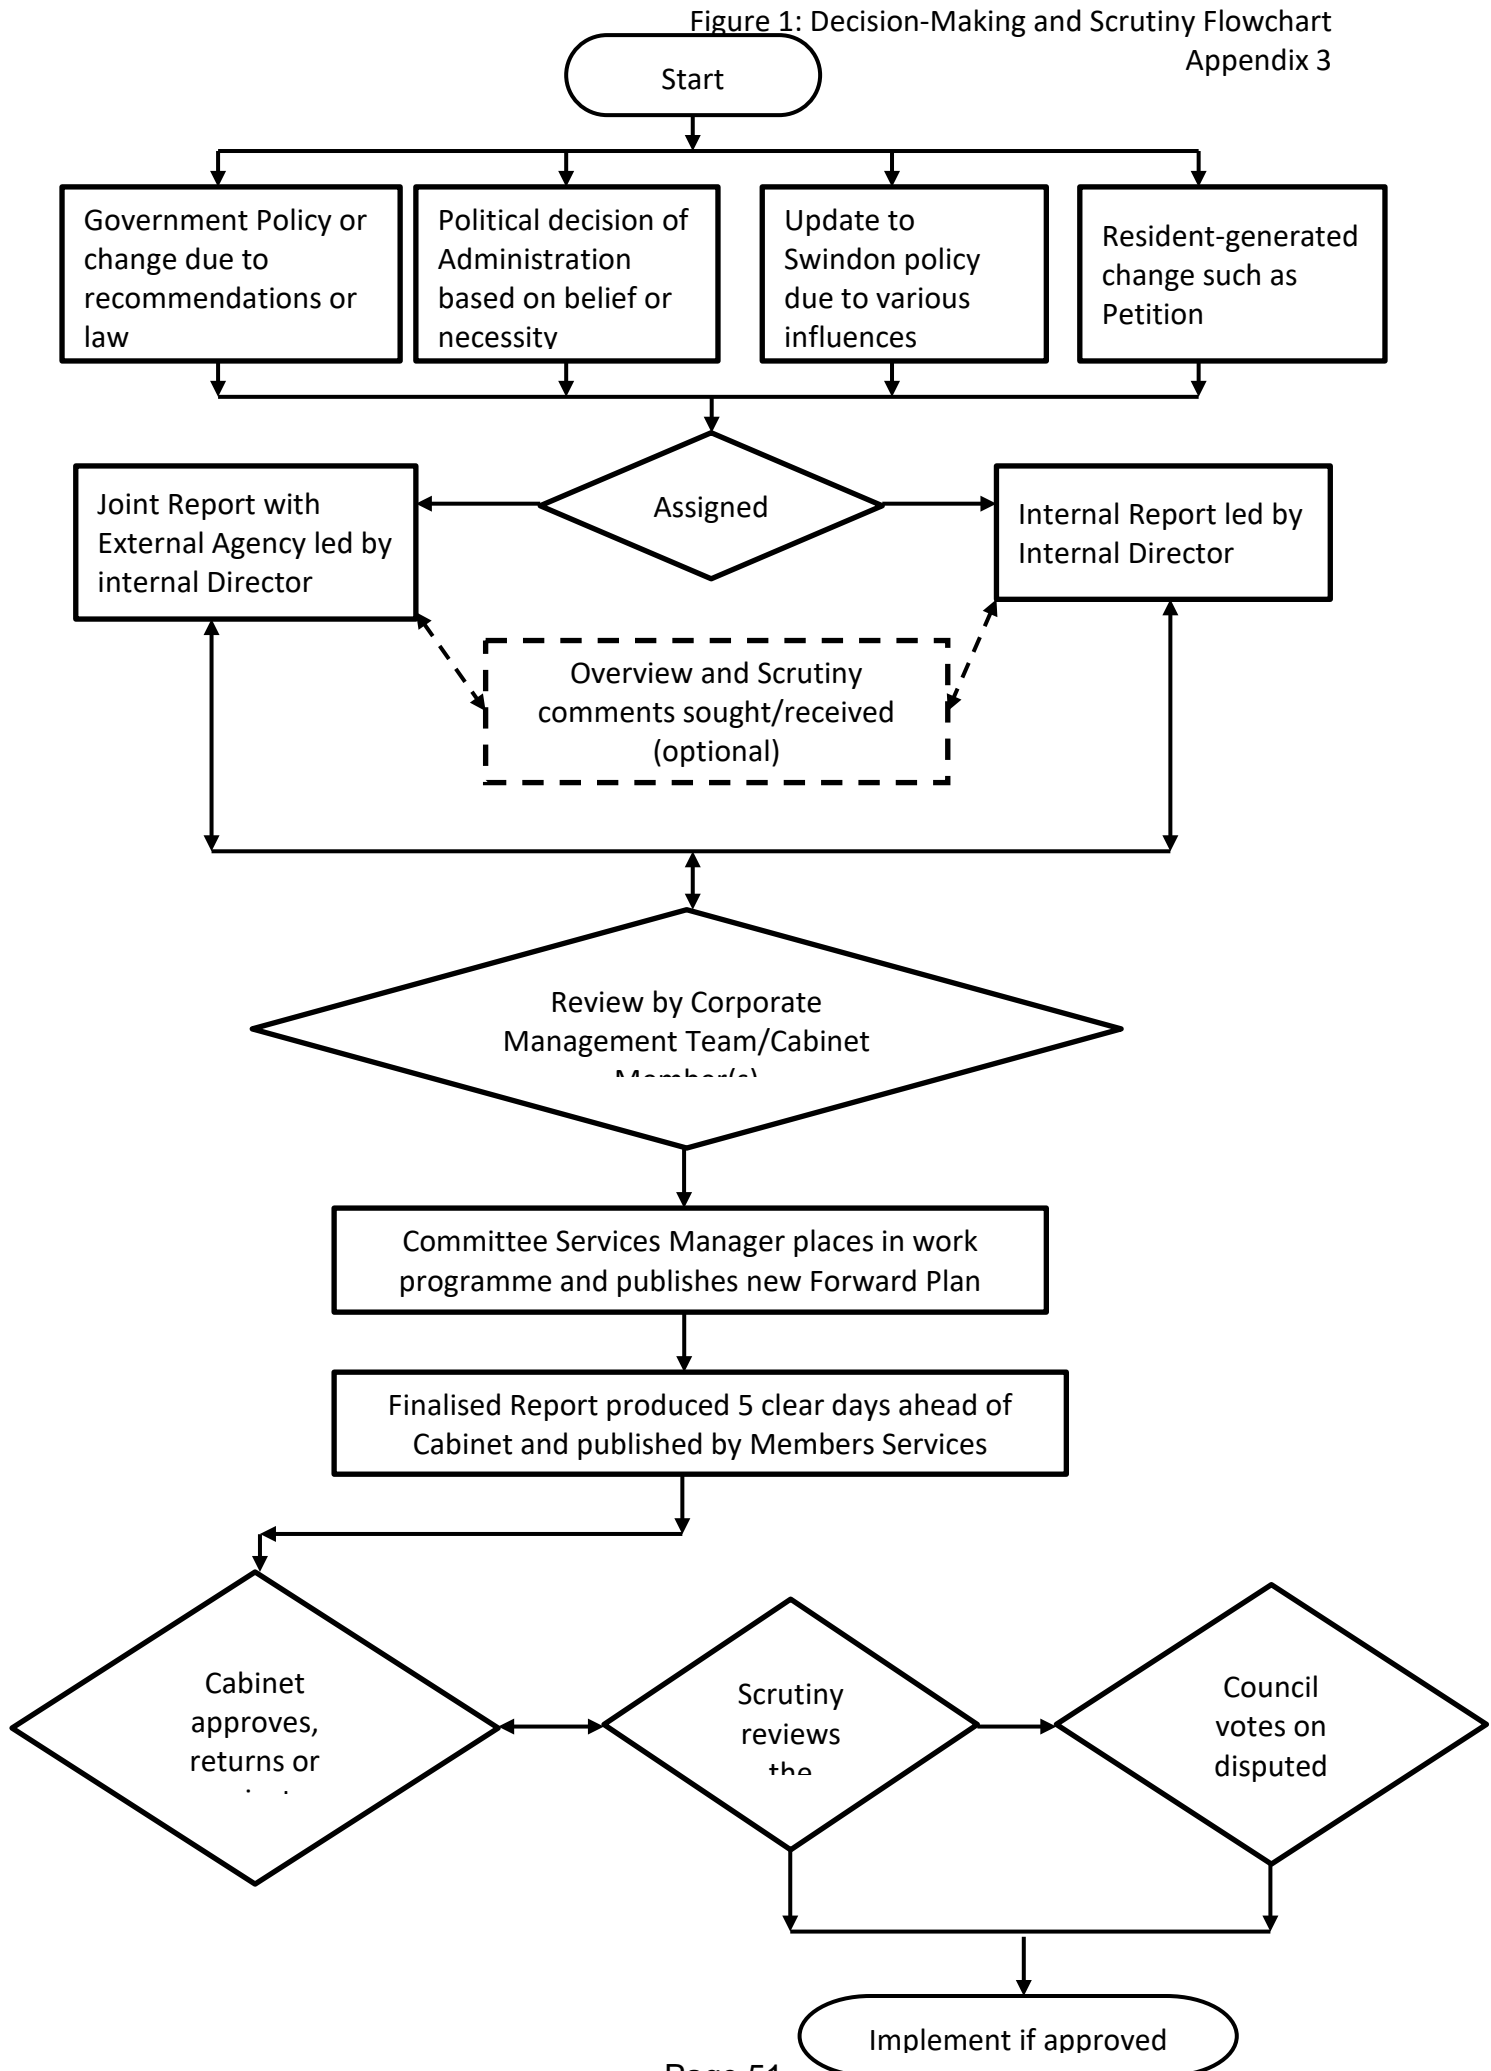 Figure 1: Decision-Making and Scrutiny Flowchart
Appendix 3
Start
Government Policy or
change due to
recommendations or
law
Political decision of
Administration
based on belief or
necessity
Update to
Swindon policy
due to various
influences
Resident-generated
change such as
Petition
Joint Report with
External Agency led by
internal Director
Assigned
Internal Report led by
Internal Director
Overview and Scrutiny
comments sought/received
(optional)
Review by Corporate
Management Team/Cabinet
Member(s)
Committee Services Manager places in work
programme and publishes new Forward Plan
Finalised Report produced 5 clear days ahead of
Cabinet and published by Members Services
Cabinet
approves,
returns or
Scrutiny
reviews
the
Council
votes on
disputed
Implement if approved
Page 51